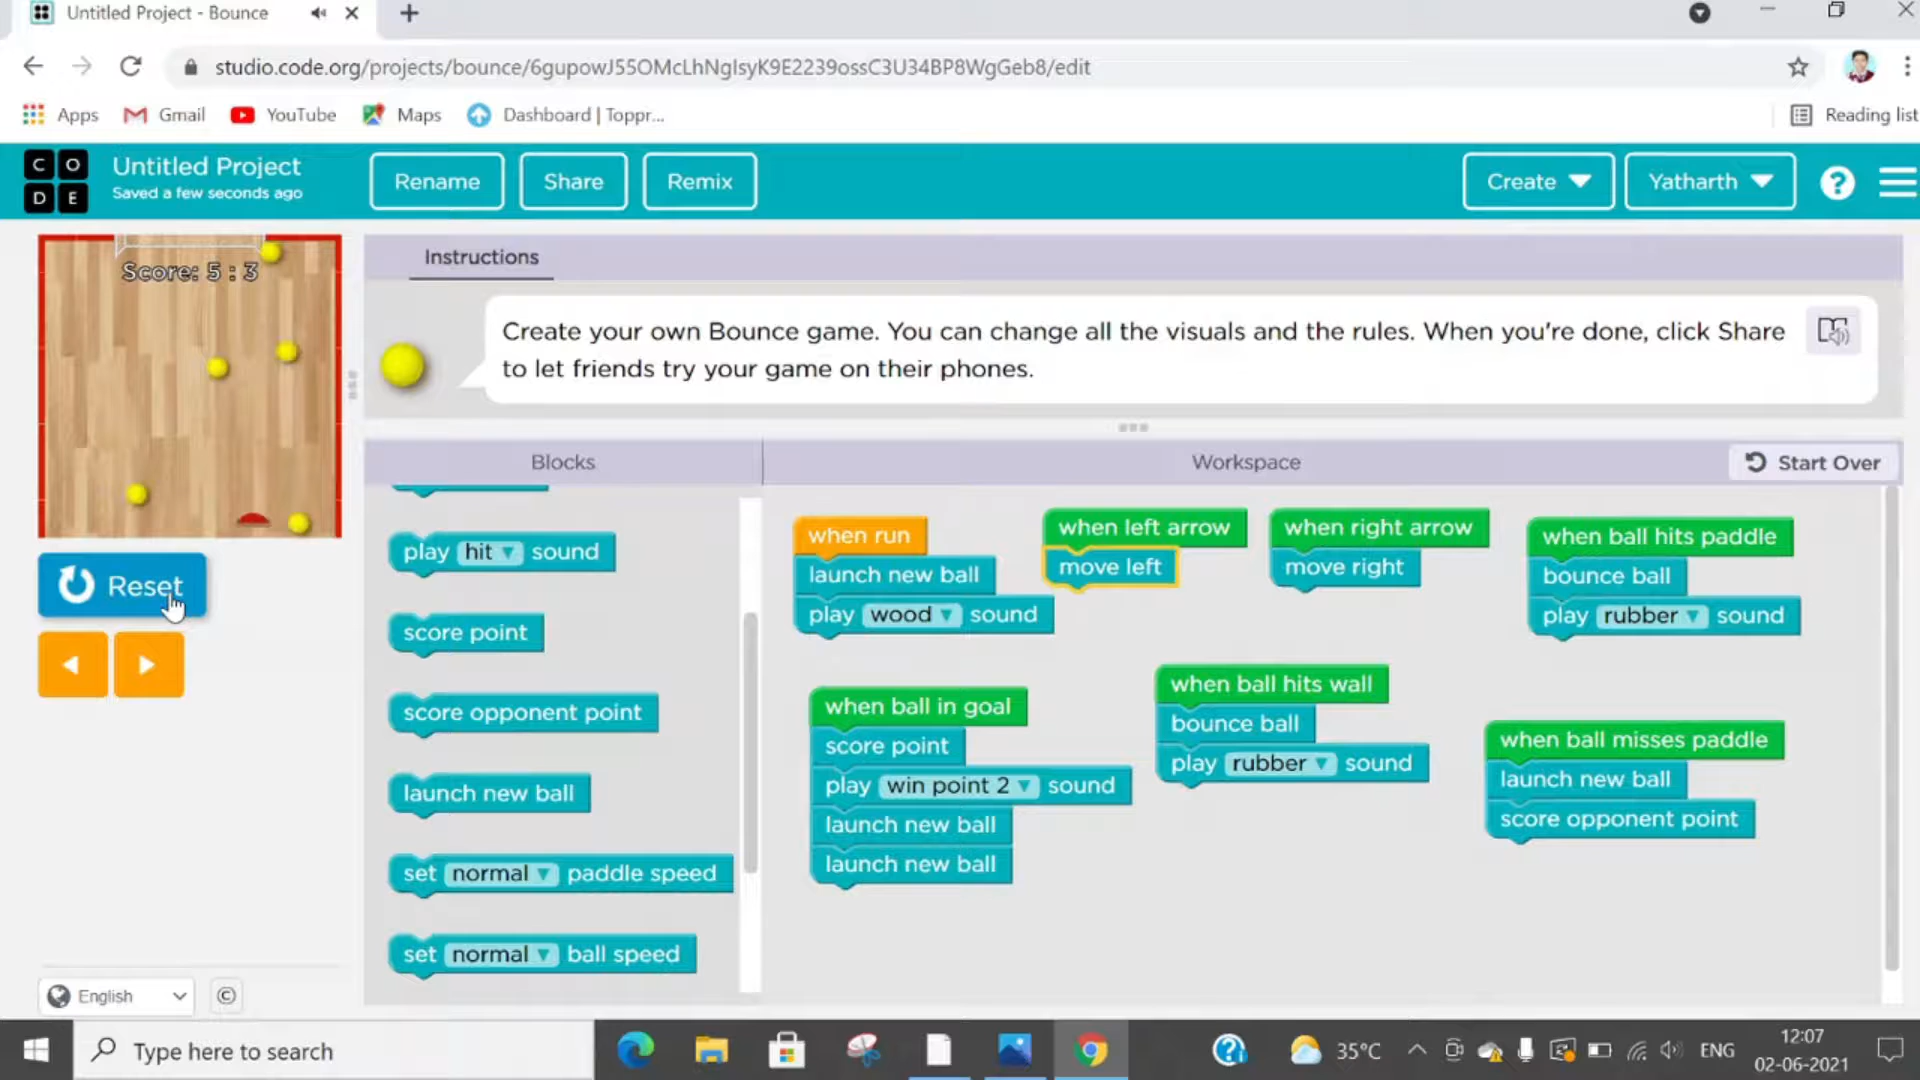 Untitled Project - Bounce
studio.code.org/projects/bounce/6gupowJ55OMcLhNgIsyK9E2239ossC3U34BP8WgGeb8/edit
Apps
Gmail
YouTube
Maps
Dashboard | Toppr...
Reading list
C O
D E
Untitled Project
Saved a few seconds ago
Rename
Share
Remix
Create
Yatharth
?
Score: 5 : 3
Instructions
Create your own Bounce game. You can change all the visuals and the rules. When you're done, click Share
to let friends try your game on their phones.
Reset
Blocks
Workspace
Start Over
play hit sound
score point
score opponent point
launch new ball
set normal paddle speed
set normal ball speed
when run
launch new ball
play wood sound
when left arrow
move left
when right arrow
move right
when ball hits paddle
bounce ball
play rubber sound
when ball in goal
score point
play win point 2 sound
launch new ball
launch new ball
when ball hits wall
bounce ball
play rubber sound
when ball misses paddle
launch new ball
score opponent point
English
©
Type here to search
35°C
ENG
12:07
02-06-2021